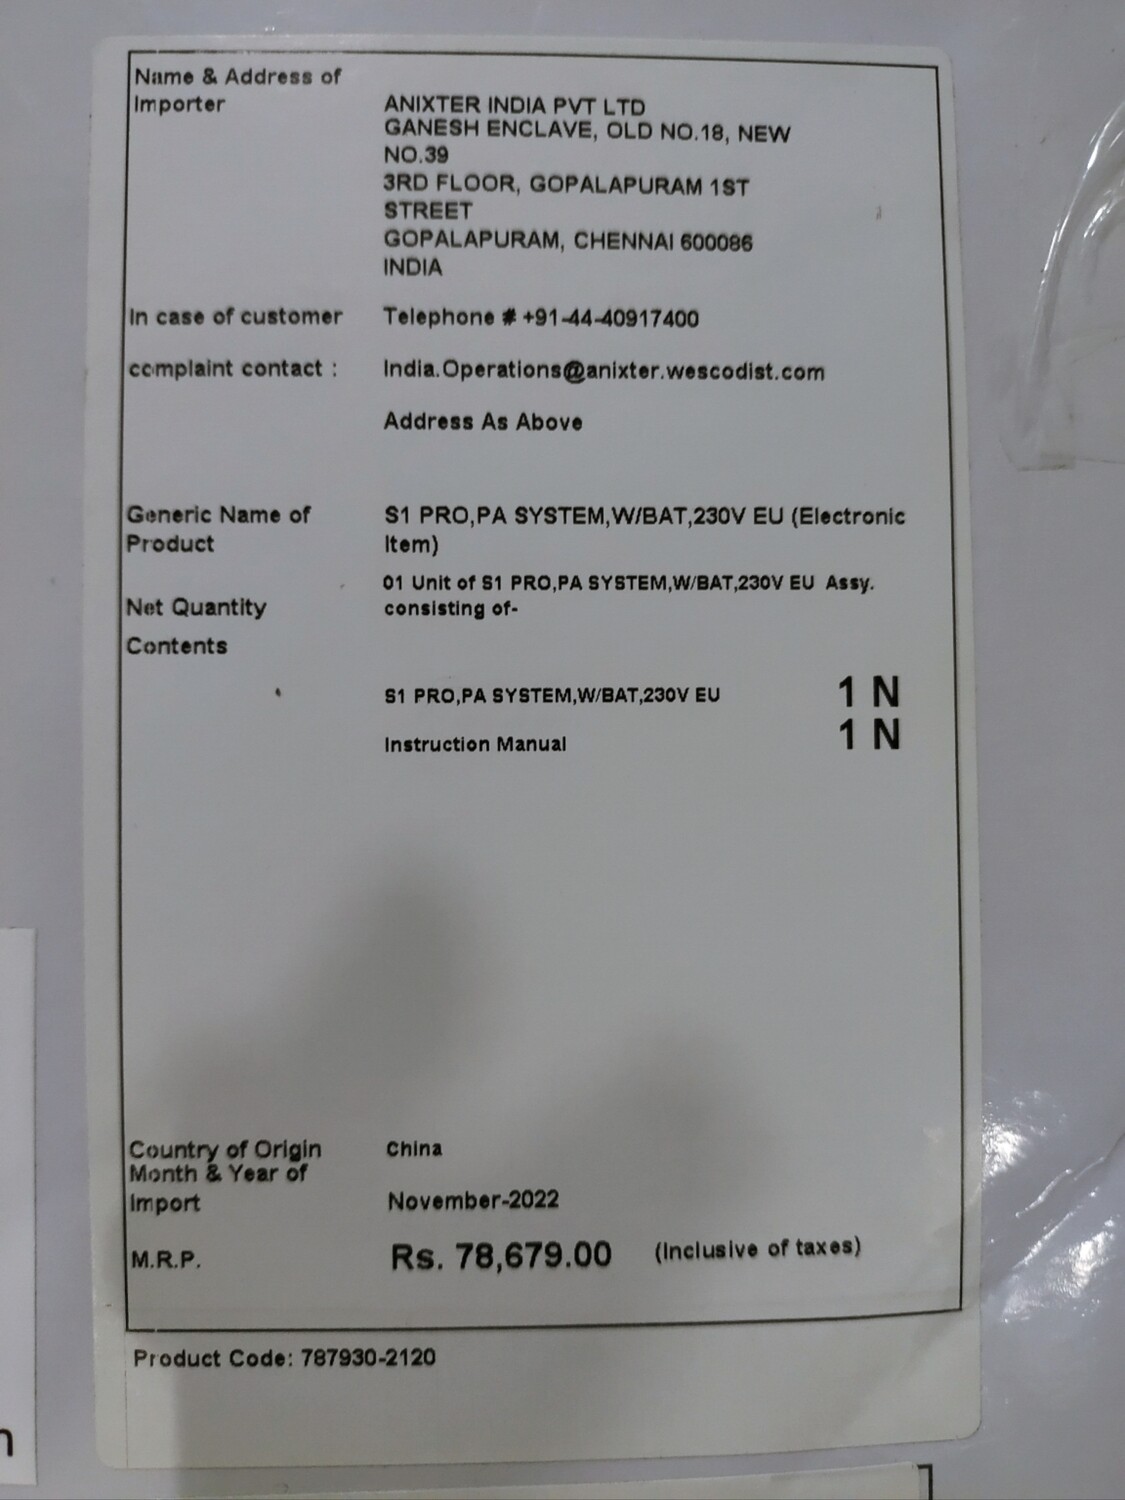 Name & Address of
Importer
ANIXTER INDIA PVT LTD
GANESH ENCLAVE, OLD NO.18, NEW
NO.39
3RD FLOOR, GOPALAPURAM 1ST
STREET
GOPALAPURAM, CHENNAI 600086
INDIA
In case of customer Telephone # +91-44-40917400
complaint contact : India.Operations@anixter.wescodist.com
Address As Above
Generic Name of S1 PRO,PA SYSTEM,W/BAT,230V EU (Electronic
Product Item)
01 Unit of S1 PRO,PA SYSTEM,W/BAT,230V EU Assy.
Net Quantity consisting of-
Contents
S1 PRO,PA SYSTEM,W/BAT,230V EU 1 N
Instruction Manual 1 N
Country of Origin China
Month & Year of
Import November-2022
M.R.P. Rs. 78,679.00 (Inclusive of taxes)
Product Code: 787930-2120